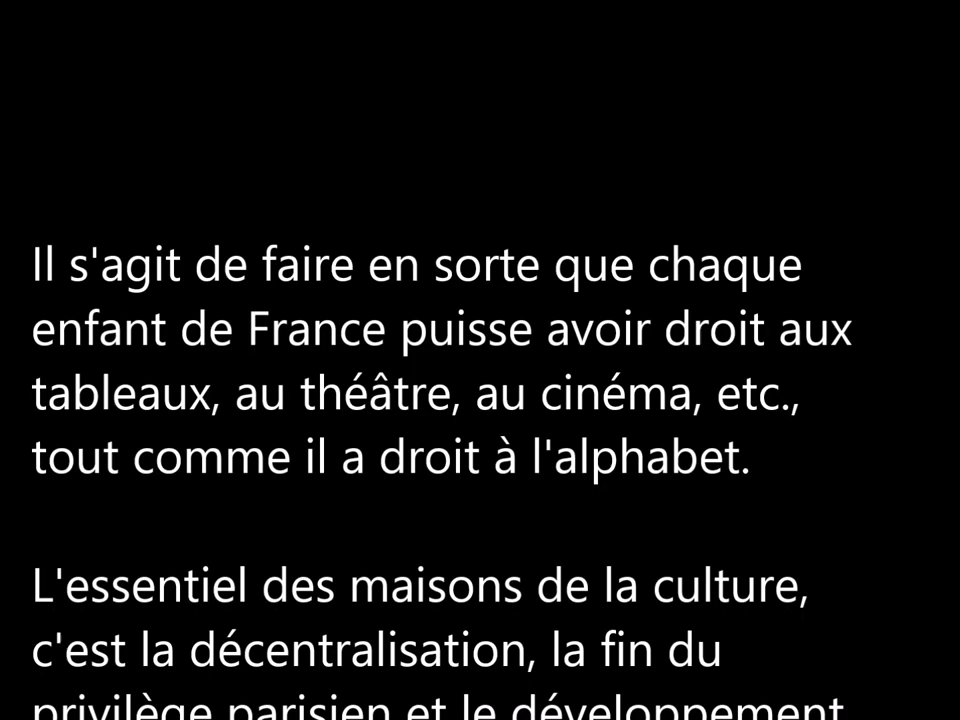 Il s'agit de faire en sorte que chaque
enfant de France puisse avoir droit aux
tableaux, au théâtre, au cinéma, etc.,
tout comme il a droit à l'alphabet.
L'essentiel des maisons de la culture,
c'est la décentralisation, la fin du
privilège parisien et le développement